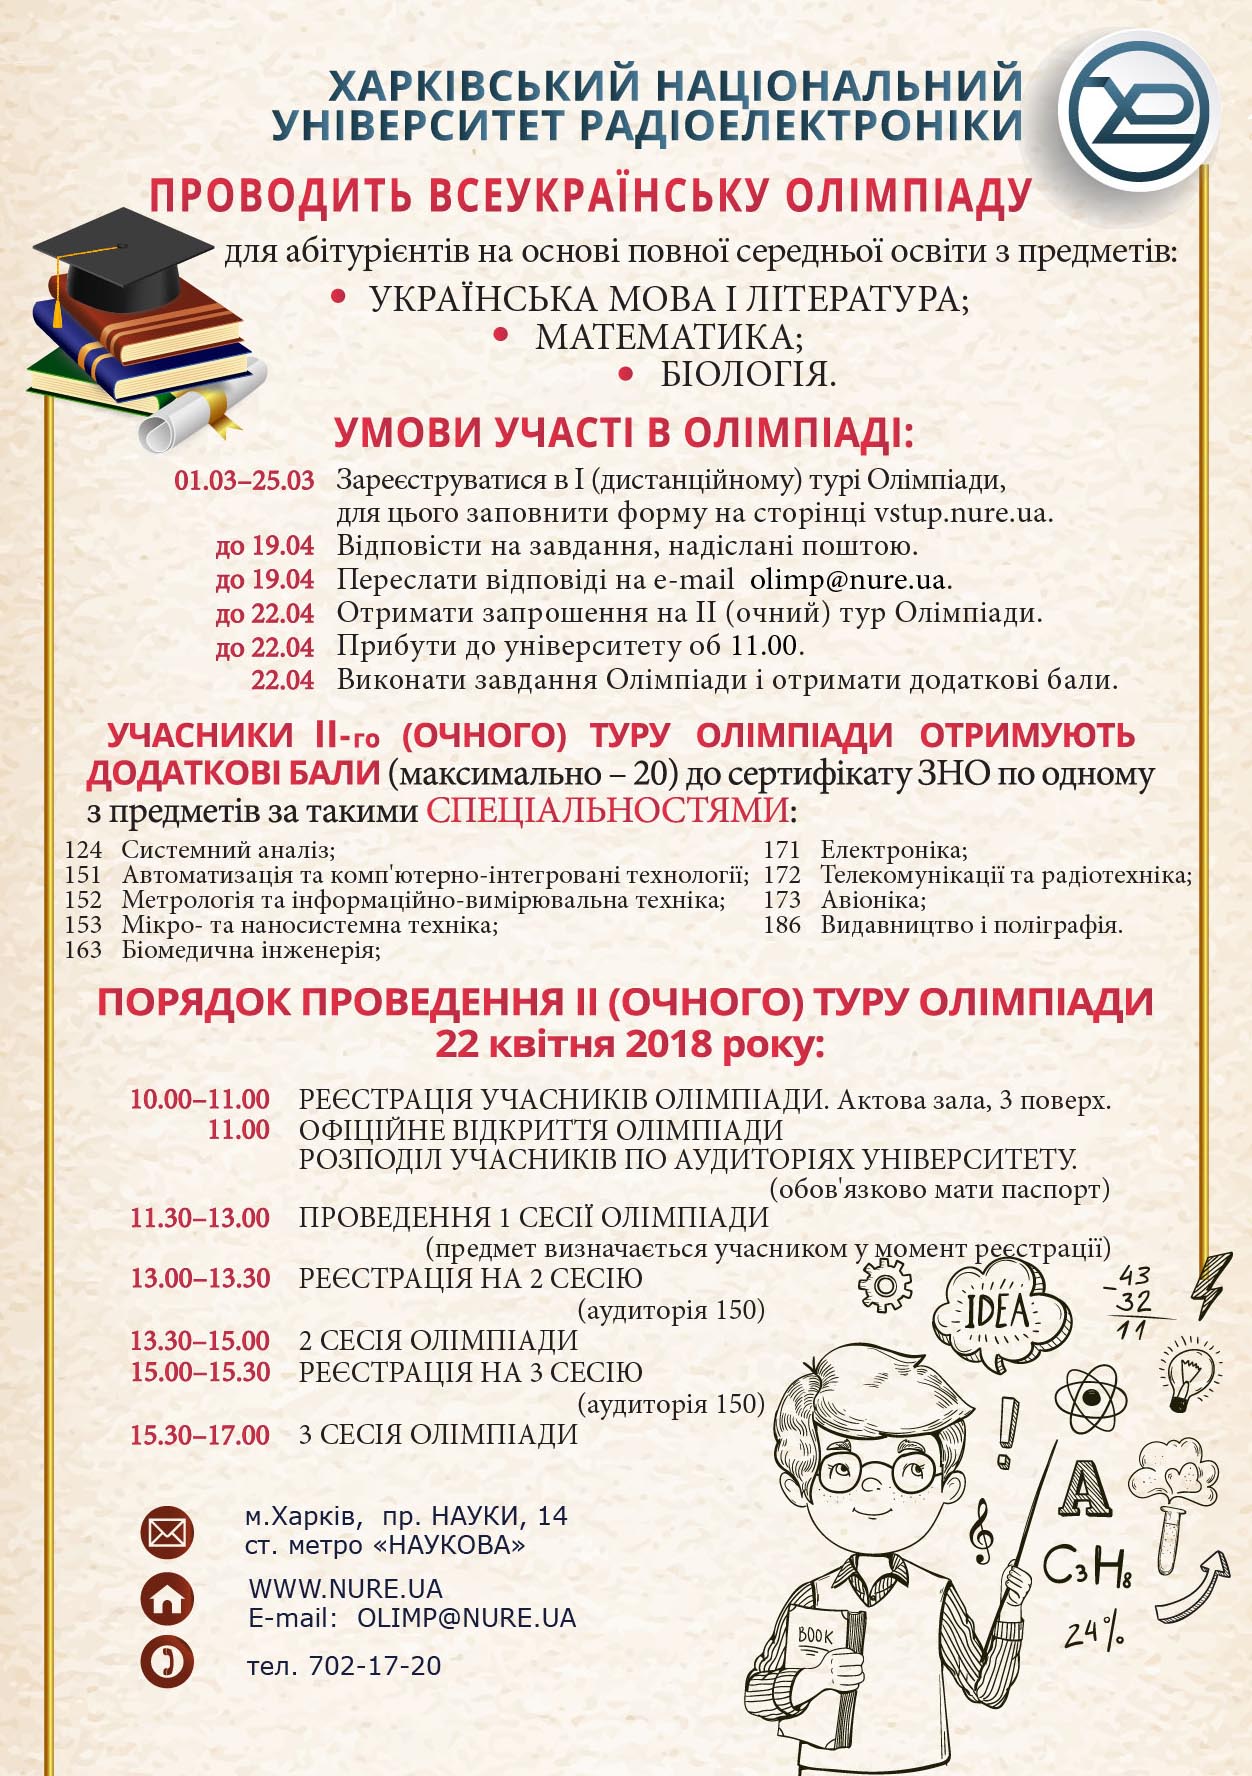 ХАРКІВСЬКИЙ НАЦІОНАЛЬНИЙ
УНІВЕРСИТЕТ РАДІОЕЛЕКТРОНІКИ
ПРОВОДИТЬ ВСЕУКРАЇНСЬКУ ОЛІМПІАДУ
для абітурієнтів на основі повної середньої освіти з предметів:
• УКРАЇНСЬКА МОВА І ЛІТЕРАТУРА;
• МАТЕМАТИКА;
• БІОЛОГІЯ.
УМОВИ УЧАСТІ В ОЛІМПІАДІ:
01.03–25.03 Зареєструватися в І (дистанційному) турі Олімпіади,
для цього заповнити форму на сторінці vstup.nure.ua.
до 19.04 Відповісти на завдання, надіслані поштою.
до 19.04 Переслати відповіді на e-mail olimp@nure.ua.
до 22.04 Отримати запрошення на ІІ (очний) тур Олімпіади.
до 22.04 Прибути до університету об 11.00.
22.04 Виконати завдання Олімпіади і отримати додаткові бали.
УЧАСНИКИ ІІ-го (ОЧНОГО) ТУРУ ОЛІМПІАДИ ОТРИМУЮТЬ
ДОДАТКОВІ БАЛИ (максимально – 20) до сертифікату ЗНО по одному
з предметів за такими СПЕЦІАЛЬНОСТЯМИ:
124 Системний аналіз;
151 Автоматизація та комп'ютерно-інтегровані технології;
152 Метрологія та інформаційно-вимірювальна техніка;
153 Мікро- та наносистемна техніка;
163 Біомедична інженерія;
171 Електроніка;
172 Телекомунікації та радіотехніка;
173 Авіоніка;
186 Видавництво і поліграфія.
ПОРЯДОК ПРОВЕДЕННЯ ІІ (ОЧНОГО) ТУРУ ОЛІМПІАДИ
22 квітня 2018 року:
10.00–11.00 РЕЄСТРАЦІЯ УЧАСНИКІВ ОЛІМПІАДИ. Актова зала, 3 поверх.
11.00 ОФІЦІЙНЕ ВІДКРИТТЯ ОЛІМПІАДИ
РОЗПОДІЛ УЧАСНИКІВ ПО АУДИТОРІЯХ УНІВЕРСИТЕТУ.
(обов'язково мати паспорт)
11.30–13.00 ПРОВЕДЕННЯ 1 СЕСІЇ ОЛІМПІАДИ
(предмет визначається учасником у момент реєстрації)
13.00–13.30 РЕЄСТРАЦІЯ НА 2 СЕСІЮ
(аудиторія 150)
13.30–15.00 2 СЕСІЯ ОЛІМПІАДИ
15.00–15.30 РЕЄСТРАЦІЯ НА 3 СЕСІЮ
(аудиторія 150)
15.30–17.00 3 СЕСІЯ ОЛІМПІАДИ
IDEA
-43
32
11
!
A
C3H8
24%
BOOK
м.Харків, пр. НАУКИ, 14
ст. метро «НАУКОВА»
WWW.NURE.UA
E-mail: OLIMP@NURE.UA
тел. 702-17-20